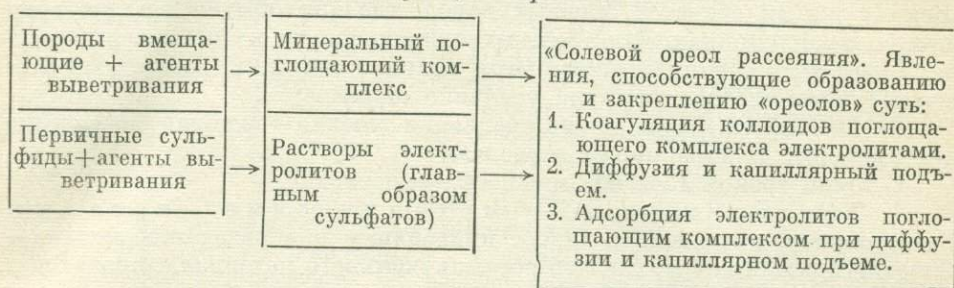 Породы вмеща-
ющие + агенты
выветривания
Первичные суль-
фиды+агенты вы-
ветривания
Минеральный по-
глощающий ком-
плекс
Растворы элект-
ролитов (глав-
ным образом
сульфатов)
«Солевой ореол рассеяния». Явле-
ния, способствующие образованию
и закреплению «ореолов» суть:
1. Коагуляция коллоидов поглоща-
ющего комплекса электролитами.
2. Диффузия и капиллярный подъ-
ем.
3. Адсорбция электролитов погло-
щающим комплексом при диффу-
зии и капиллярном подъеме.